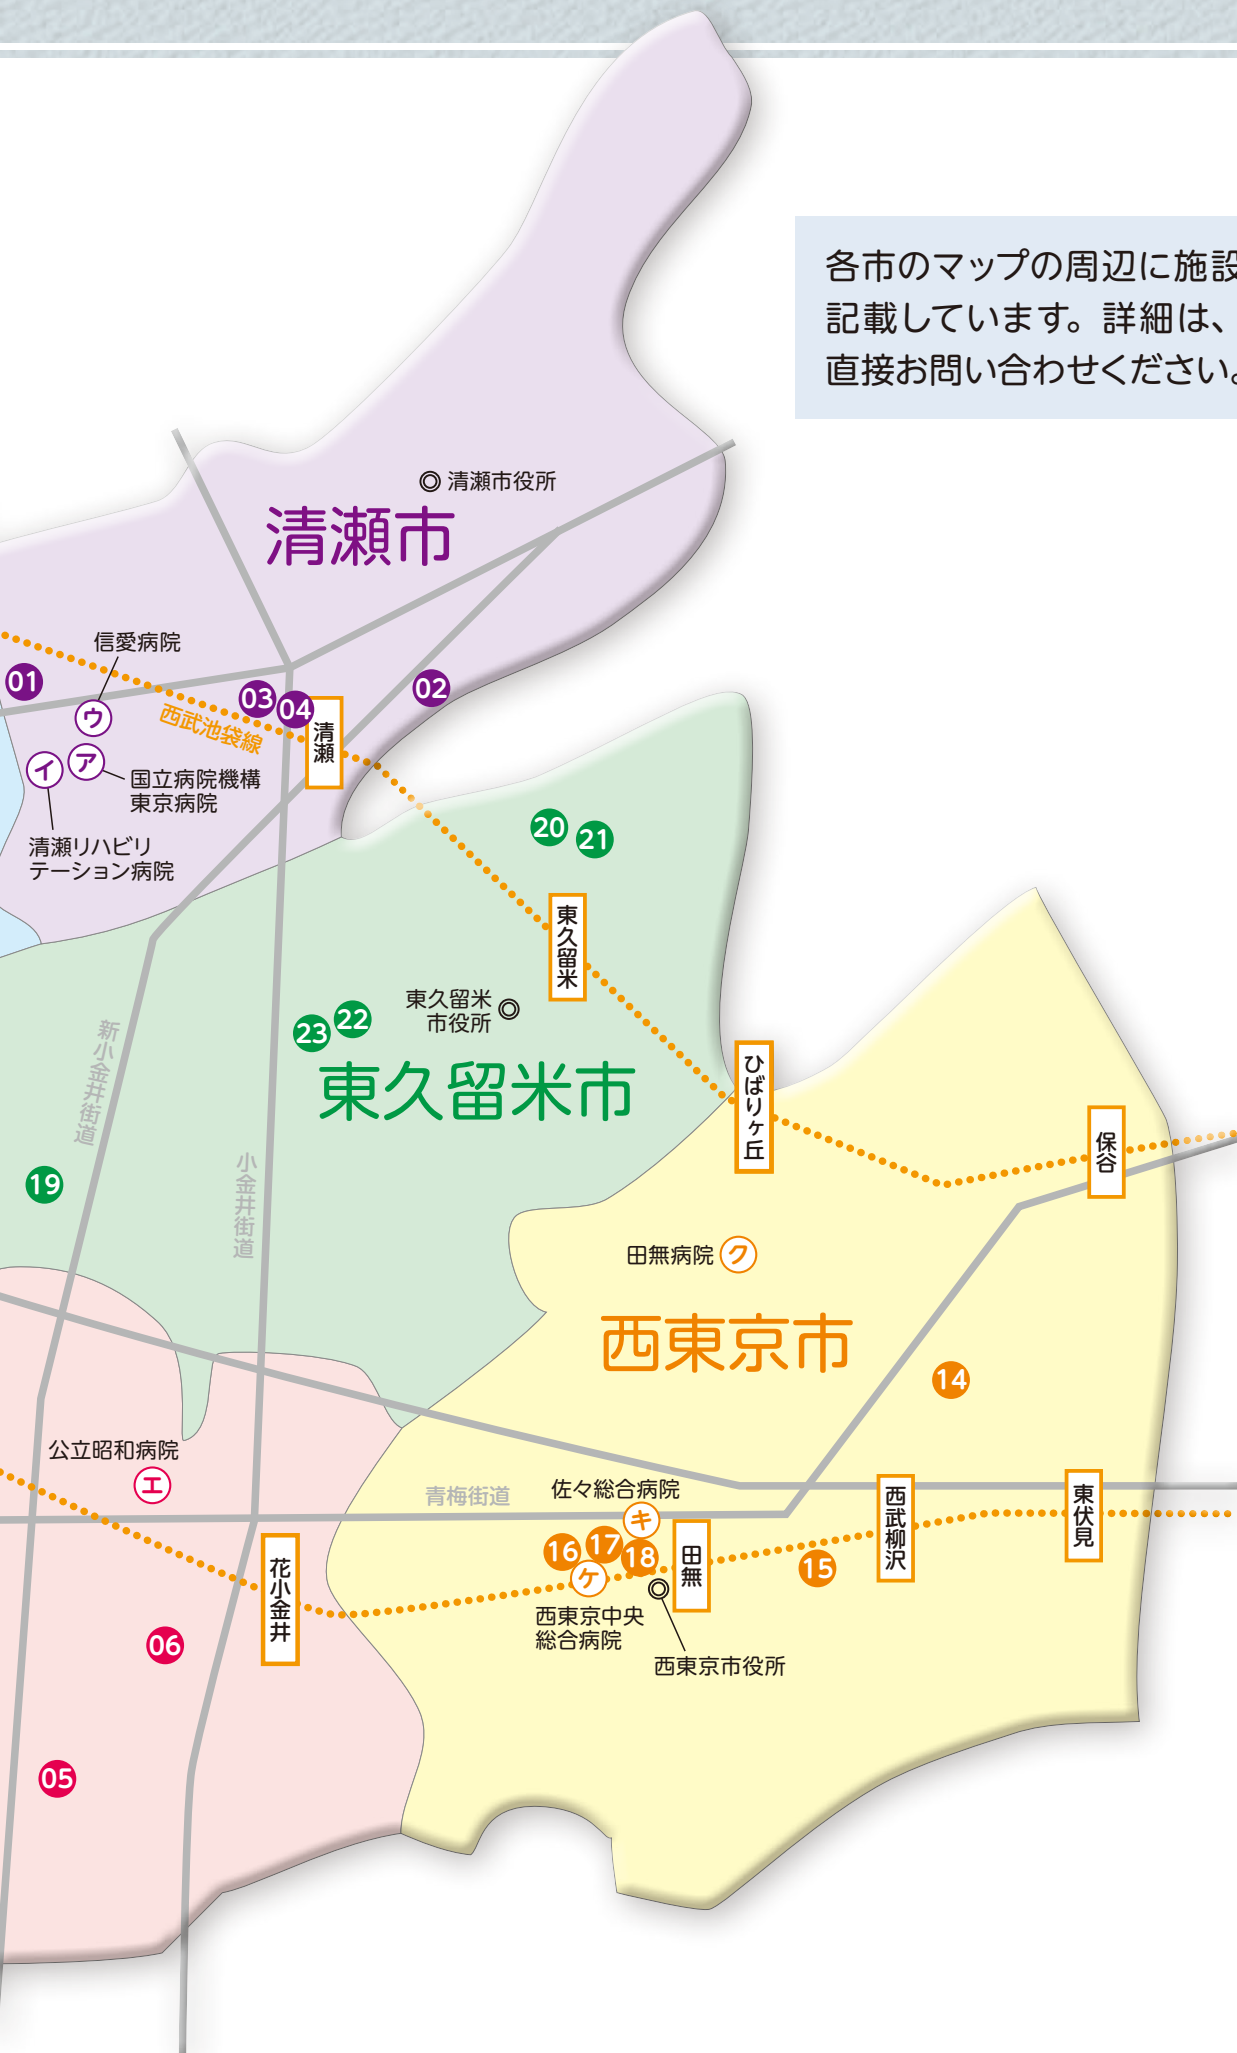 各市のマップの周辺に施設
記載しています。詳細は、
直接お問い合わせください。
清瀬市役所
清瀬市
信愛病院
01
ウ
03
04
02
西武池袋線
清瀬
イ
ア
国立病院機構
東京病院
清瀬リハビリ
テーション病院
20
21
東久留米
東久留米
市役所
23
22
東久留米市
新小金井街道
小金井街道
19
ひばりヶ丘
保谷
田無病院
ク
西東京市
14
公立昭和病院
エ
青梅街道
佐々総合病院
キ
16
17
18
ケ
田無
15
西武柳沢
東伏見
西東京中央
総合病院
西東京市役所
花小金井
06
05